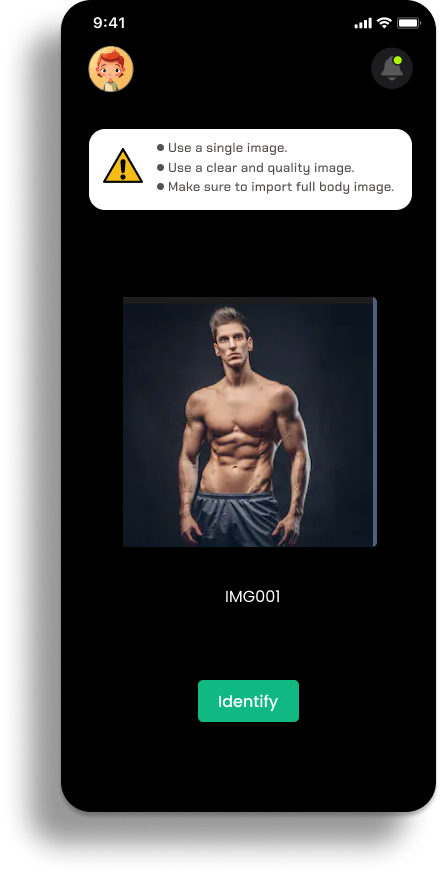 9:41
Use a single image.
Use a clear and quality image.
Make sure to import full body image.
IMG001
Identify